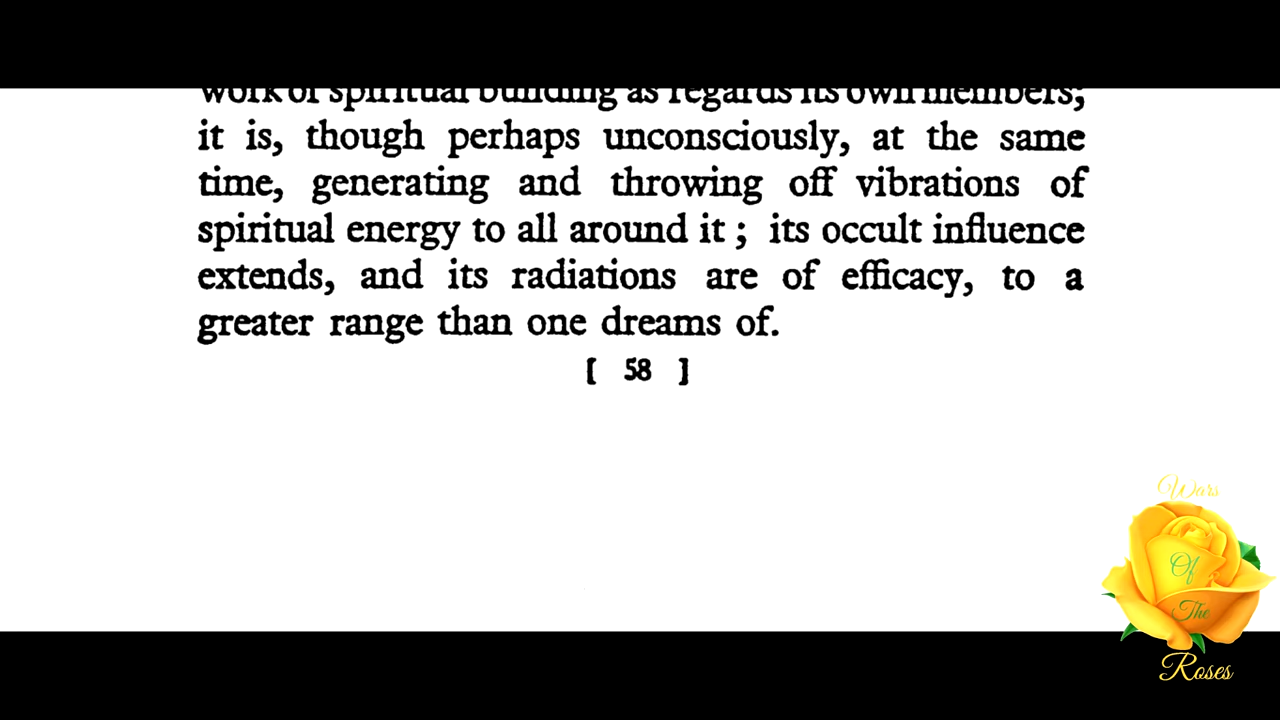 work of spiritual building as regards its own members;
it is, though perhaps unconsciously, at the same
time, generating and throwing off vibrations of
spiritual energy to all around it ; its occult influence
extends, and its radiations are of efficacy, to a
greater range than one dreams of.
[ 58 ]
Wars
Of
The
Roses